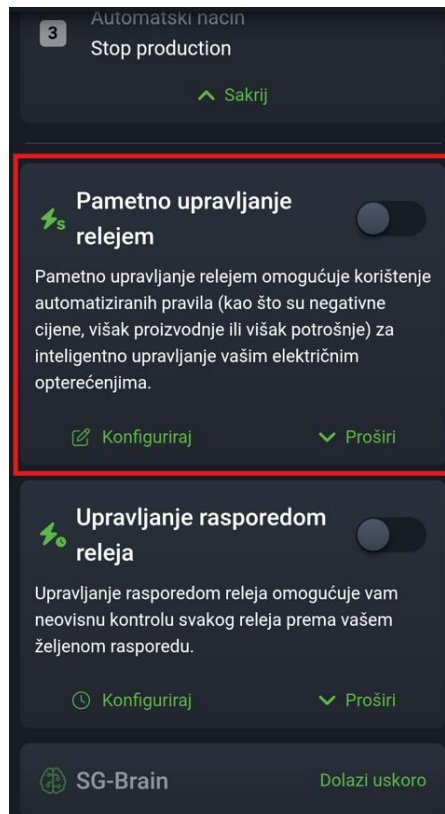 3
Automatski način
Stop production
Sakrij
Pametno upravljanje
relejem
Pametno upravljanje relejem omogućuje korištenje
automatiziranih pravila (kao što su negativne
cijene, višak proizvodnje ili višak potrošnje) za
inteligentno upravljanje vašim električnim
opterećenjima.
Konfiguriraj
Proširi
Upravljanje rasporedom
releja
Upravljanje rasporedom releja omogućuje vam
neovisnu kontrolu svakog releja prema vašem
željenom rasporedu.
Konfiguriraj
Proširi
SG-Brain
Dolazi uskoro